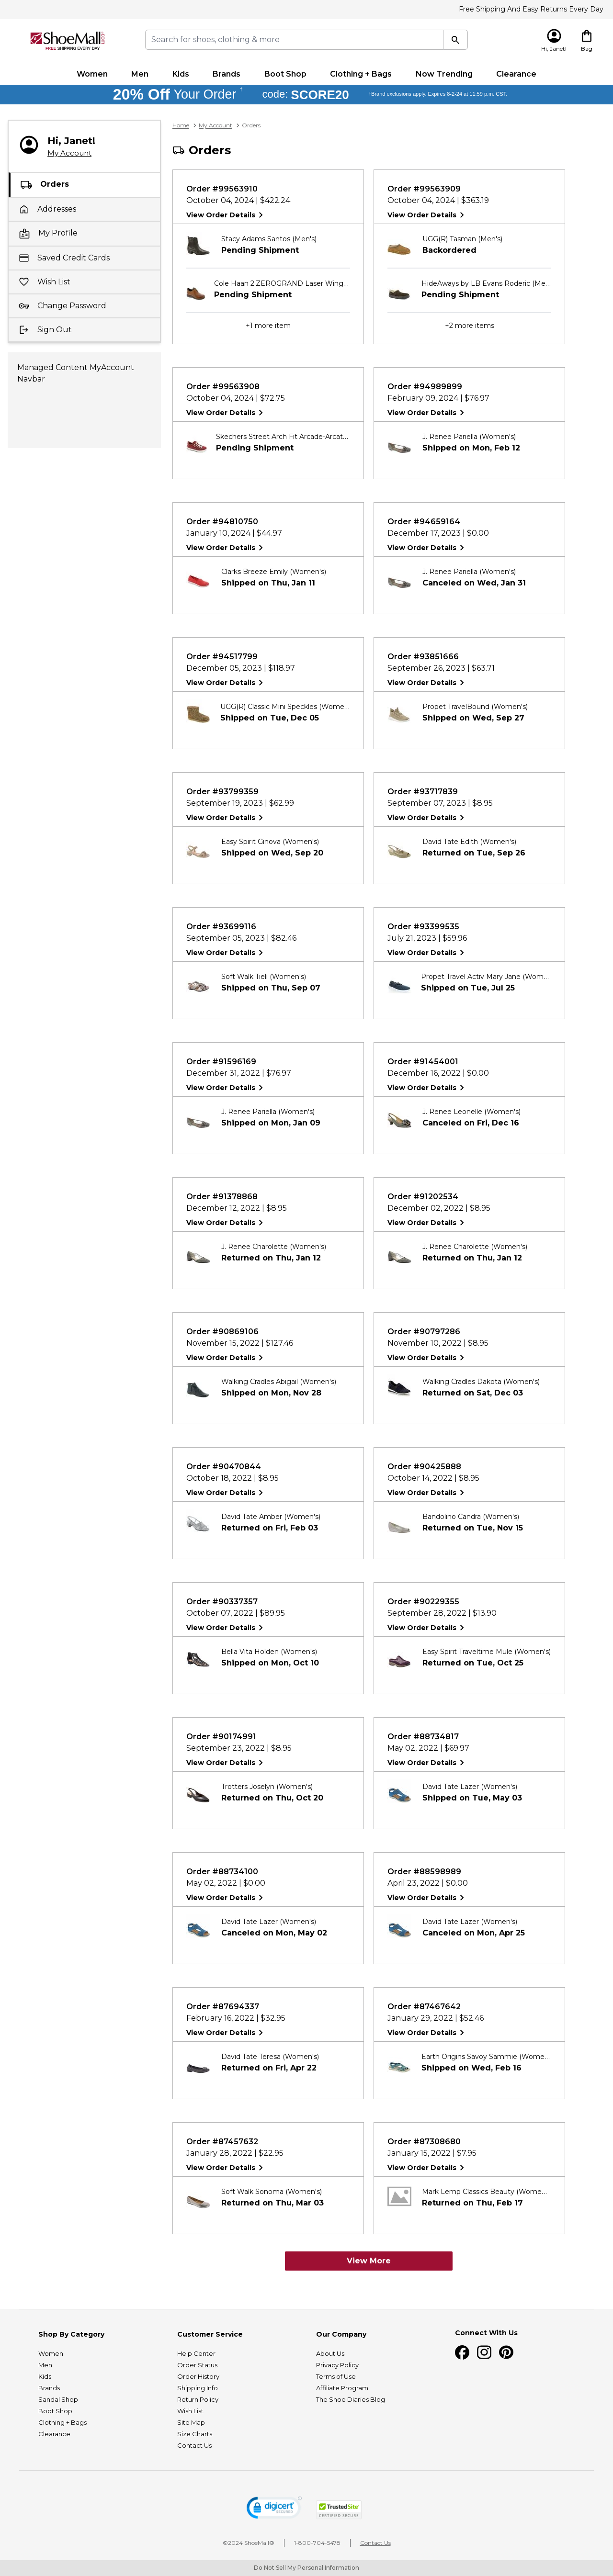 Free Shipping And Easy Returns Every Day
ShoeMall.com
FREE SHIPPING EVERY DAY
Search for shoes, clothing & more
Hi, Janet!
Bag
Women Men Kids Brands Boot Shop Clothing + Bags Now Trending Clearance
20% Off Your Order † code: SCORE20 †Brand exclusions apply. Expires 8-2-24 at 11:59 p.m. CST.
Hi, Janet!
My Account
Orders
Addresses
My Profile
Saved Credit Cards
Wish List
Change Password
Sign Out
Managed Content MyAccount
Navbar
Home > My Account > Orders
Orders
Order #99563910
October 04, 2024 | $422.24
View Order Details
Stacy Adams Santos (Men's)
Pending Shipment
Cole Haan 2.ZEROGRAND Laser Wing...
Pending Shipment
+1 more item
Order #99563909
October 04, 2024 | $363.19
View Order Details
UGG(R) Tasman (Men's)
Backordered
HideAways by LB Evans Roderic (Me...
Pending Shipment
+2 more items
Order #99563908
October 04, 2024 | $72.75
View Order Details
Skechers Street Arch Fit Arcade-Arcat...
Pending Shipment
Order #94989899
February 09, 2024 | $76.97
View Order Details
J. Renee Pariella (Women's)
Shipped on Mon, Feb 12
Order #94810750
January 10, 2024 | $44.97
View Order Details
Clarks Breeze Emily (Women's)
Shipped on Thu, Jan 11
Order #94659164
December 17, 2023 | $0.00
View Order Details
J. Renee Pariella (Women's)
Canceled on Wed, Jan 31
Order #94517799
December 05, 2023 | $118.97
View Order Details
UGG(R) Classic Mini Speckles (Wome...
Shipped on Tue, Dec 05
Order #93851666
September 26, 2023 | $63.71
View Order Details
Propet TravelBound (Women's)
Shipped on Wed, Sep 27
Order #93799359
September 19, 2023 | $62.99
View Order Details
Easy Spirit Ginova (Women's)
Shipped on Wed, Sep 20
Order #93717839
September 07, 2023 | $8.95
View Order Details
David Tate Edith (Women's)
Returned on Tue, Sep 26
Order #93699116
September 05, 2023 | $82.46
View Order Details
Soft Walk Tieli (Women's)
Shipped on Thu, Sep 07
Order #93399535
July 21, 2023 | $59.96
View Order Details
Propet Travel Activ Mary Jane (Wom...
Shipped on Tue, Jul 25
Order #91596169
December 31, 2022 | $76.97
View Order Details
J. Renee Pariella (Women's)
Shipped on Mon, Jan 09
Order #91454001
December 16, 2022 | $0.00
View Order Details
J. Renee Leonelle (Women's)
Canceled on Fri, Dec 16
Order #91378868
December 12, 2022 | $8.95
View Order Details
J. Renee Charolette (Women's)
Returned on Thu, Jan 12
Order #91202534
December 02, 2022 | $8.95
View Order Details
J. Renee Charolette (Women's)
Returned on Thu, Jan 12
Order #90869106
November 15, 2022 | $127.46
View Order Details
Walking Cradles Abigail (Women's)
Shipped on Mon, Nov 28
Order #90797286
November 10, 2022 | $8.95
View Order Details
Walking Cradles Dakota (Women's)
Returned on Sat, Dec 03
Order #90470844
October 18, 2022 | $8.95
View Order Details
David Tate Amber (Women's)
Returned on Fri, Feb 03
Order #90425888
October 14, 2022 | $8.95
View Order Details
Bandolino Candra (Women's)
Returned on Tue, Nov 15
Order #90337357
October 07, 2022 | $89.95
View Order Details
Bella Vita Holden (Women's)
Shipped on Mon, Oct 10
Order #90229355
September 28, 2022 | $13.90
View Order Details
Easy Spirit Traveltime Mule (Women's)
Returned on Tue, Oct 25
Order #90174991
September 23, 2022 | $8.95
View Order Details
Trotters Joselyn (Women's)
Returned on Thu, Oct 20
Order #88734817
May 02, 2022 | $69.97
View Order Details
David Tate Lazer (Women's)
Shipped on Tue, May 03
Order #88734100
May 02, 2022 | $0.00
View Order Details
David Tate Lazer (Women's)
Canceled on Mon, May 02
Order #88598989
April 23, 2022 | $0.00
View Order Details
David Tate Lazer (Women's)
Canceled on Mon, Apr 25
Order #87694337
February 16, 2022 | $32.95
View Order Details
David Tate Teresa (Women's)
Returned on Fri, Apr 22
Order #87467642
January 29, 2022 | $52.46
View Order Details
Earth Origins Savoy Sammie (Wome...
Shipped on Wed, Feb 16
Order #87457632
January 28, 2022 | $22.95
View Order Details
Soft Walk Sonoma (Women's)
Returned on Thu, Mar 03
Order #87308680
January 15, 2022 | $7.95
View Order Details
Mark Lemp Classics Beauty (Wome...
Returned on Thu, Feb 17
View More
Shop By Category
Women
Men
Kids
Brands
Sandal Shop
Boot Shop
Clothing + Bags
Clearance
Customer Service
Help Center
Order Status
Order History
Shipping Info
Return Policy
Wish List
Site Map
Size Charts
Contact Us
Our Company
About Us
Privacy Policy
Terms of Use
Affiliate Program
The Shoe Diaries Blog
Connect With Us
digicert
SECURED
TrustedSite
CERTIFIED SECURE
©2024 ShoeMall® | 1-800-704-5478 | Contact Us
Do Not Sell My Personal Information